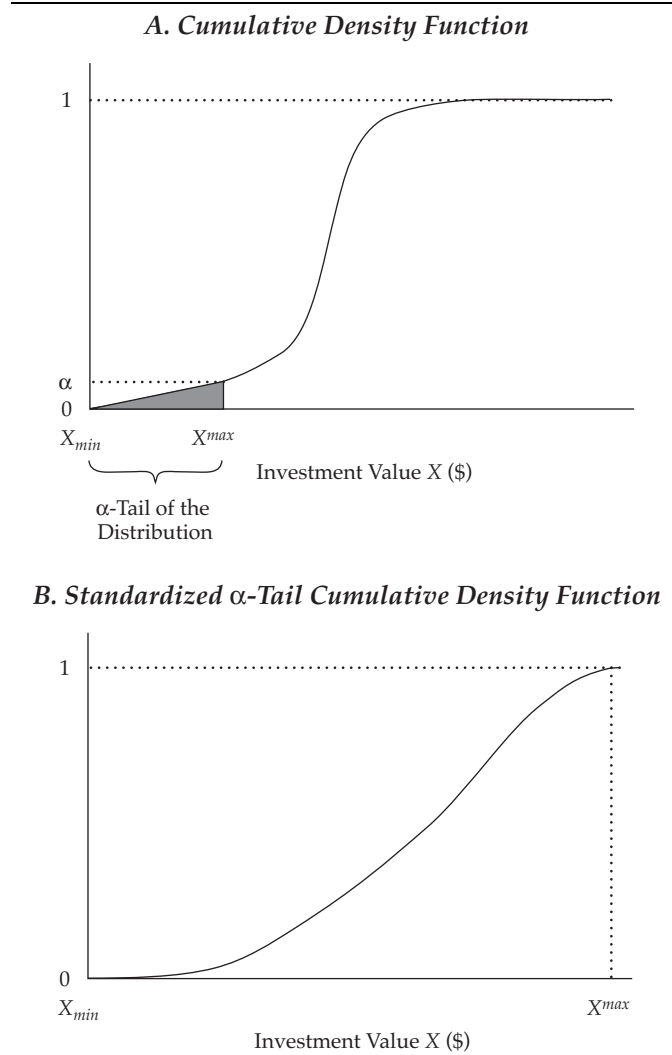 A. Cumulative Density Function
1
α
0
X_min X^max
Investment Value X ($)
α-Tail of the
Distribution
B. Standardized α-Tail Cumulative Density Function
1
0
X_min X^max
Investment Value X ($)